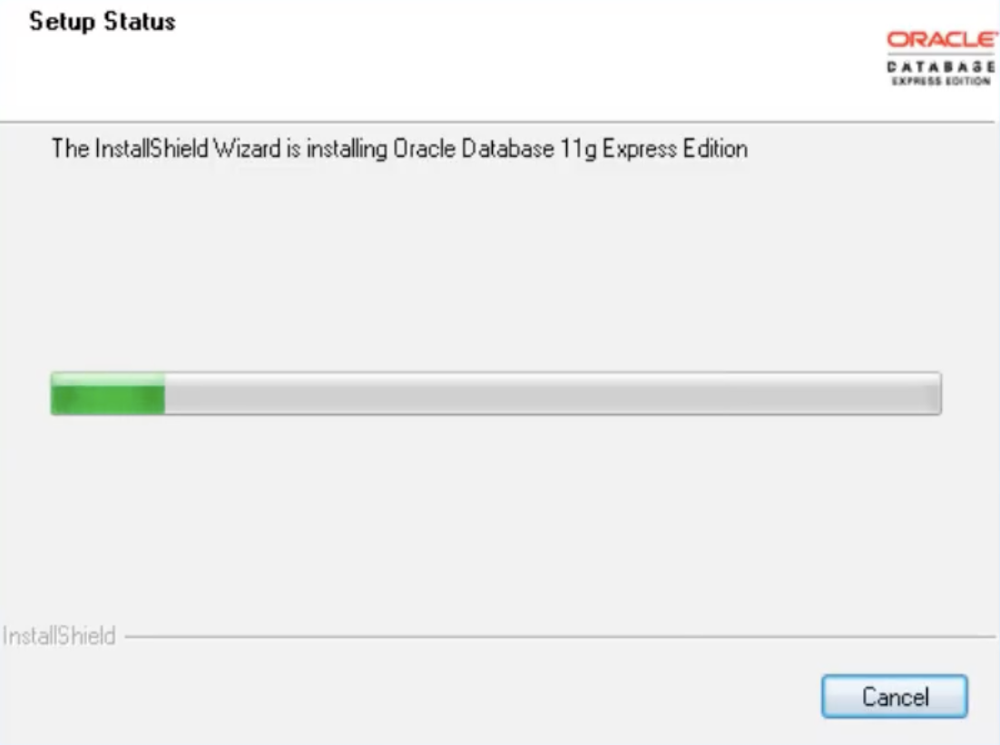 Setup Status
ORACLE
DATABASE
EXPRESS EDITION
The InstallShield Wizard is installing Oracle Database 11g Express Edition
InstallShield
Cancel